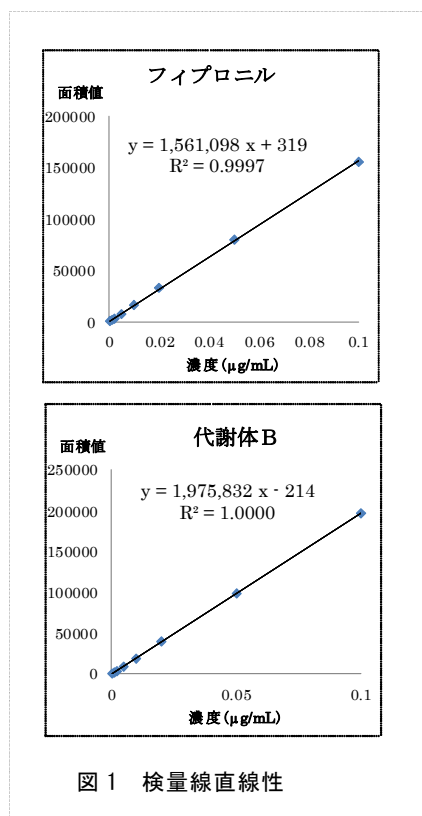 フィプロニル
面積値
200000
y = 1,561,098 x + 319
R² = 0.9997
150000
100000
50000
0
0 0.02 0.04 0.06 0.08 0.1
濃度(μg/mL)
代謝体B
面積値
250000
y = 1,975,832 x - 214
R² = 1.0000
200000
150000
100000
50000
0
0 0.05 0.1
濃度(μg/mL)
図1 検量線直線性